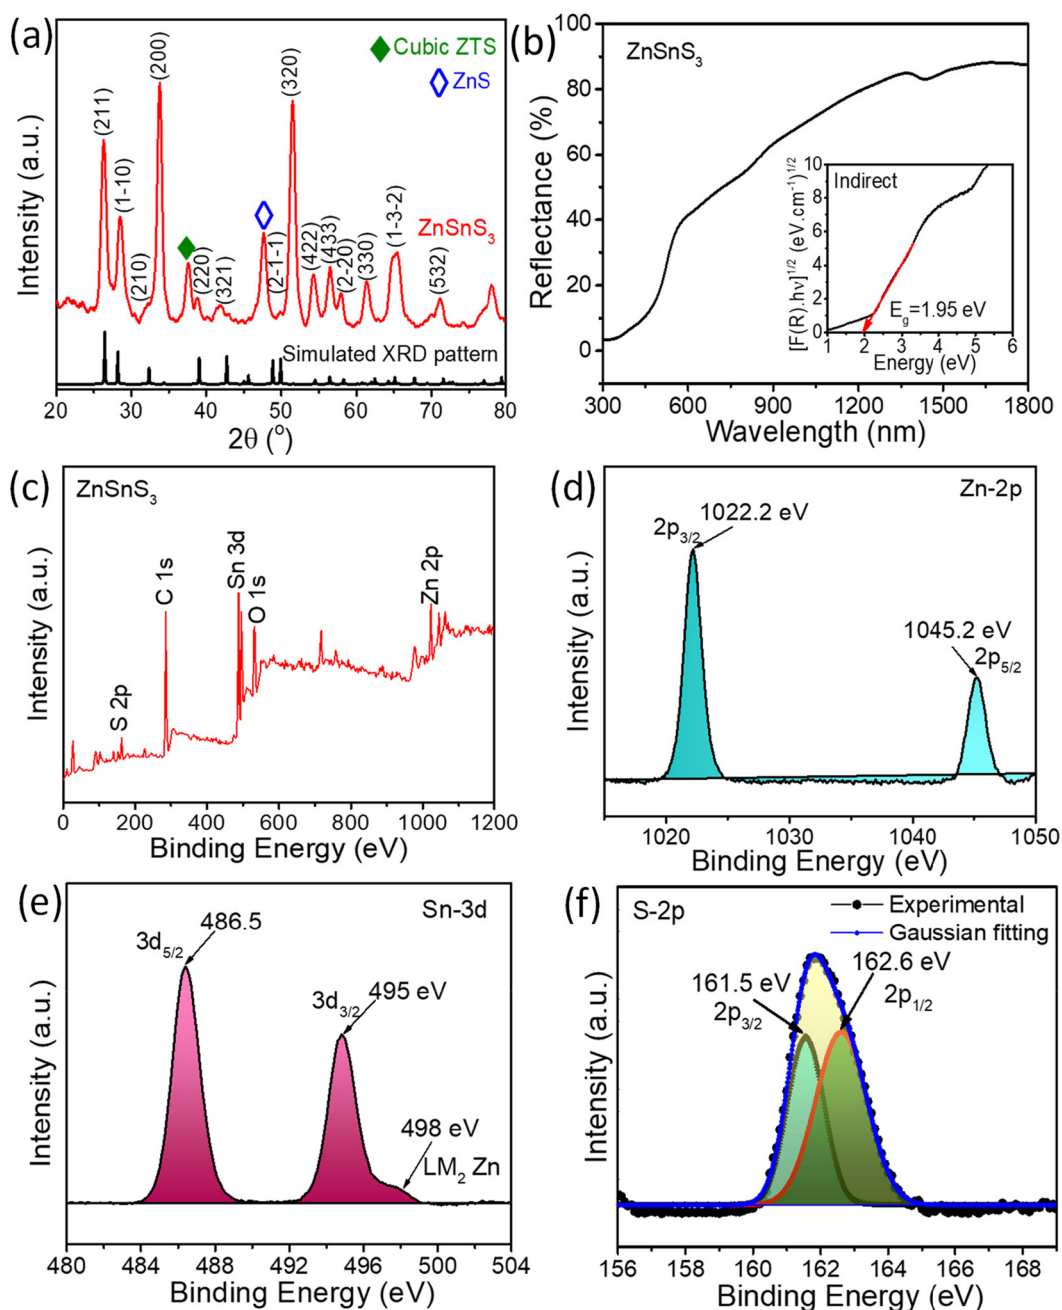 (a)
Cubic ZTS
ZnS
Intensity (a.u.)
(211)
(1-10)
(210)
(200)
(220)
(321)
(2-1-1)
(320)
(422)
(433)
(2-20)
(330)
(1-3-2)
(532)
ZnSnS3
Simulated XRD pattern
20 30 40 50 60 70 80
2θ (°)
(b)
ZnSnS3
Reflectance (%)
100
80
60
40
20
0
300 600 900 1200 1500 1800
Wavelength (nm)
[F(R).hν]1/2 (eV.cm-1)1/2
Indirect
10
8
6
4
2
0
Eg=1.95 eV
1 2 3 4 5 6
Energy (eV)
(c)
ZnSnS3
Intensity (a.u.)
S 2p
C 1s
Sn 3d
O 1s
Zn 2p
0 200 400 600 800 1000 1200
Binding Energy (eV)
(d)
Zn-2p
Intensity (a.u.)
2p3/2
1022.2 eV
1045.2 eV
2p5/2
1020 1030 1040 1050
Binding Energy (eV)
(e)
Sn-3d
Intensity (a.u.)
3d5/2
486.5
3d3/2
495 eV
498 eV
LM2 Zn
480 484 488 492 496 500 504
Binding Energy (eV)
(f)
S-2p
Experimental
Gaussian fitting
Intensity (a.u.)
161.5 eV
2p3/2
162.6 eV
2p1/2
156 158 160 162 164 166 168
Binding Energy (eV)